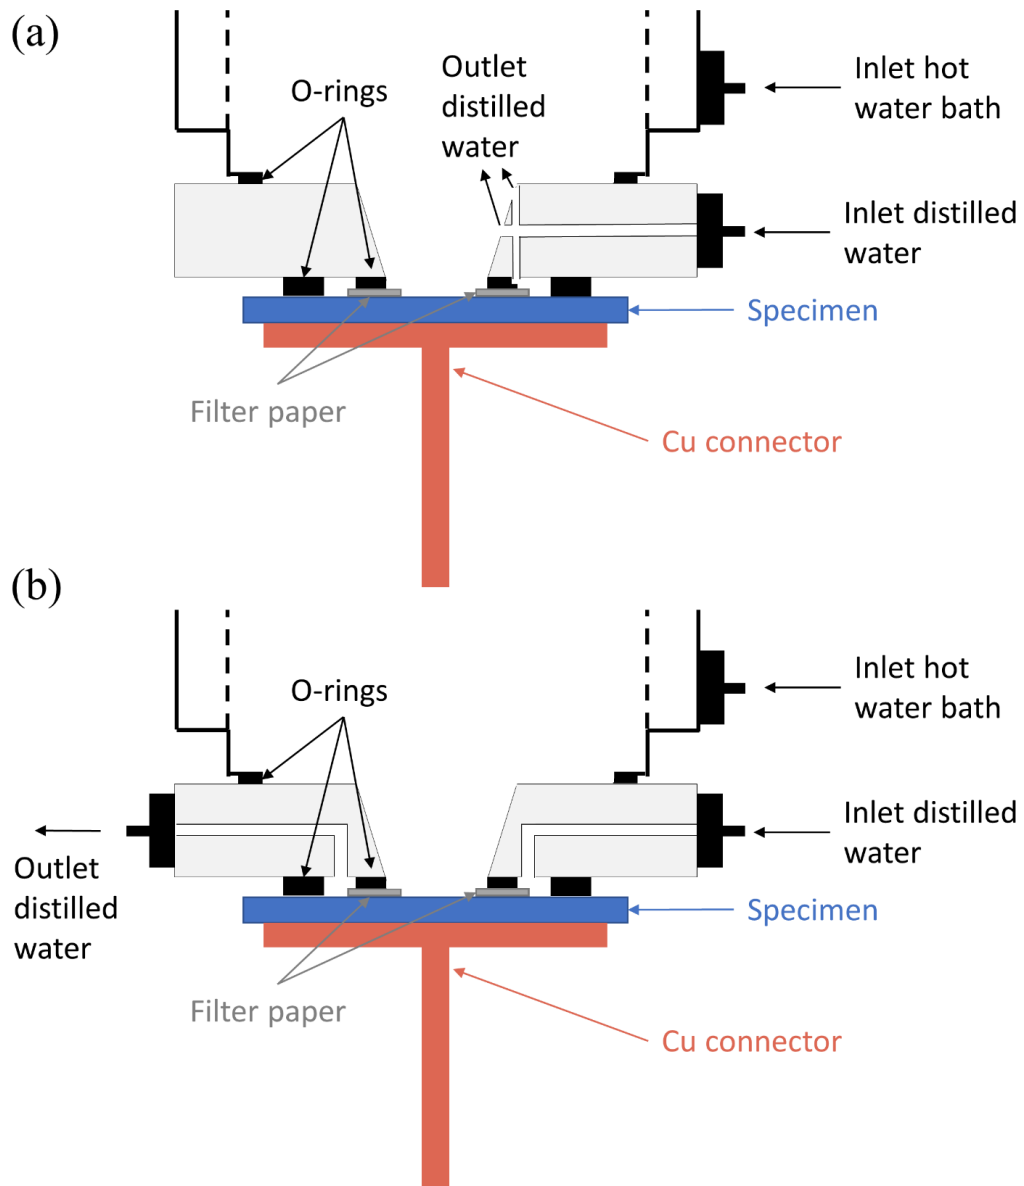 (a)
O-rings
Outlet
distilled
water
Inlet hot
water bath
Inlet distilled
water
Specimen
Filter paper
Cu connector
(b)
O-rings
Inlet hot
water bath
Inlet distilled
water
Outlet
distilled
water
Specimen
Filter paper
Cu connector